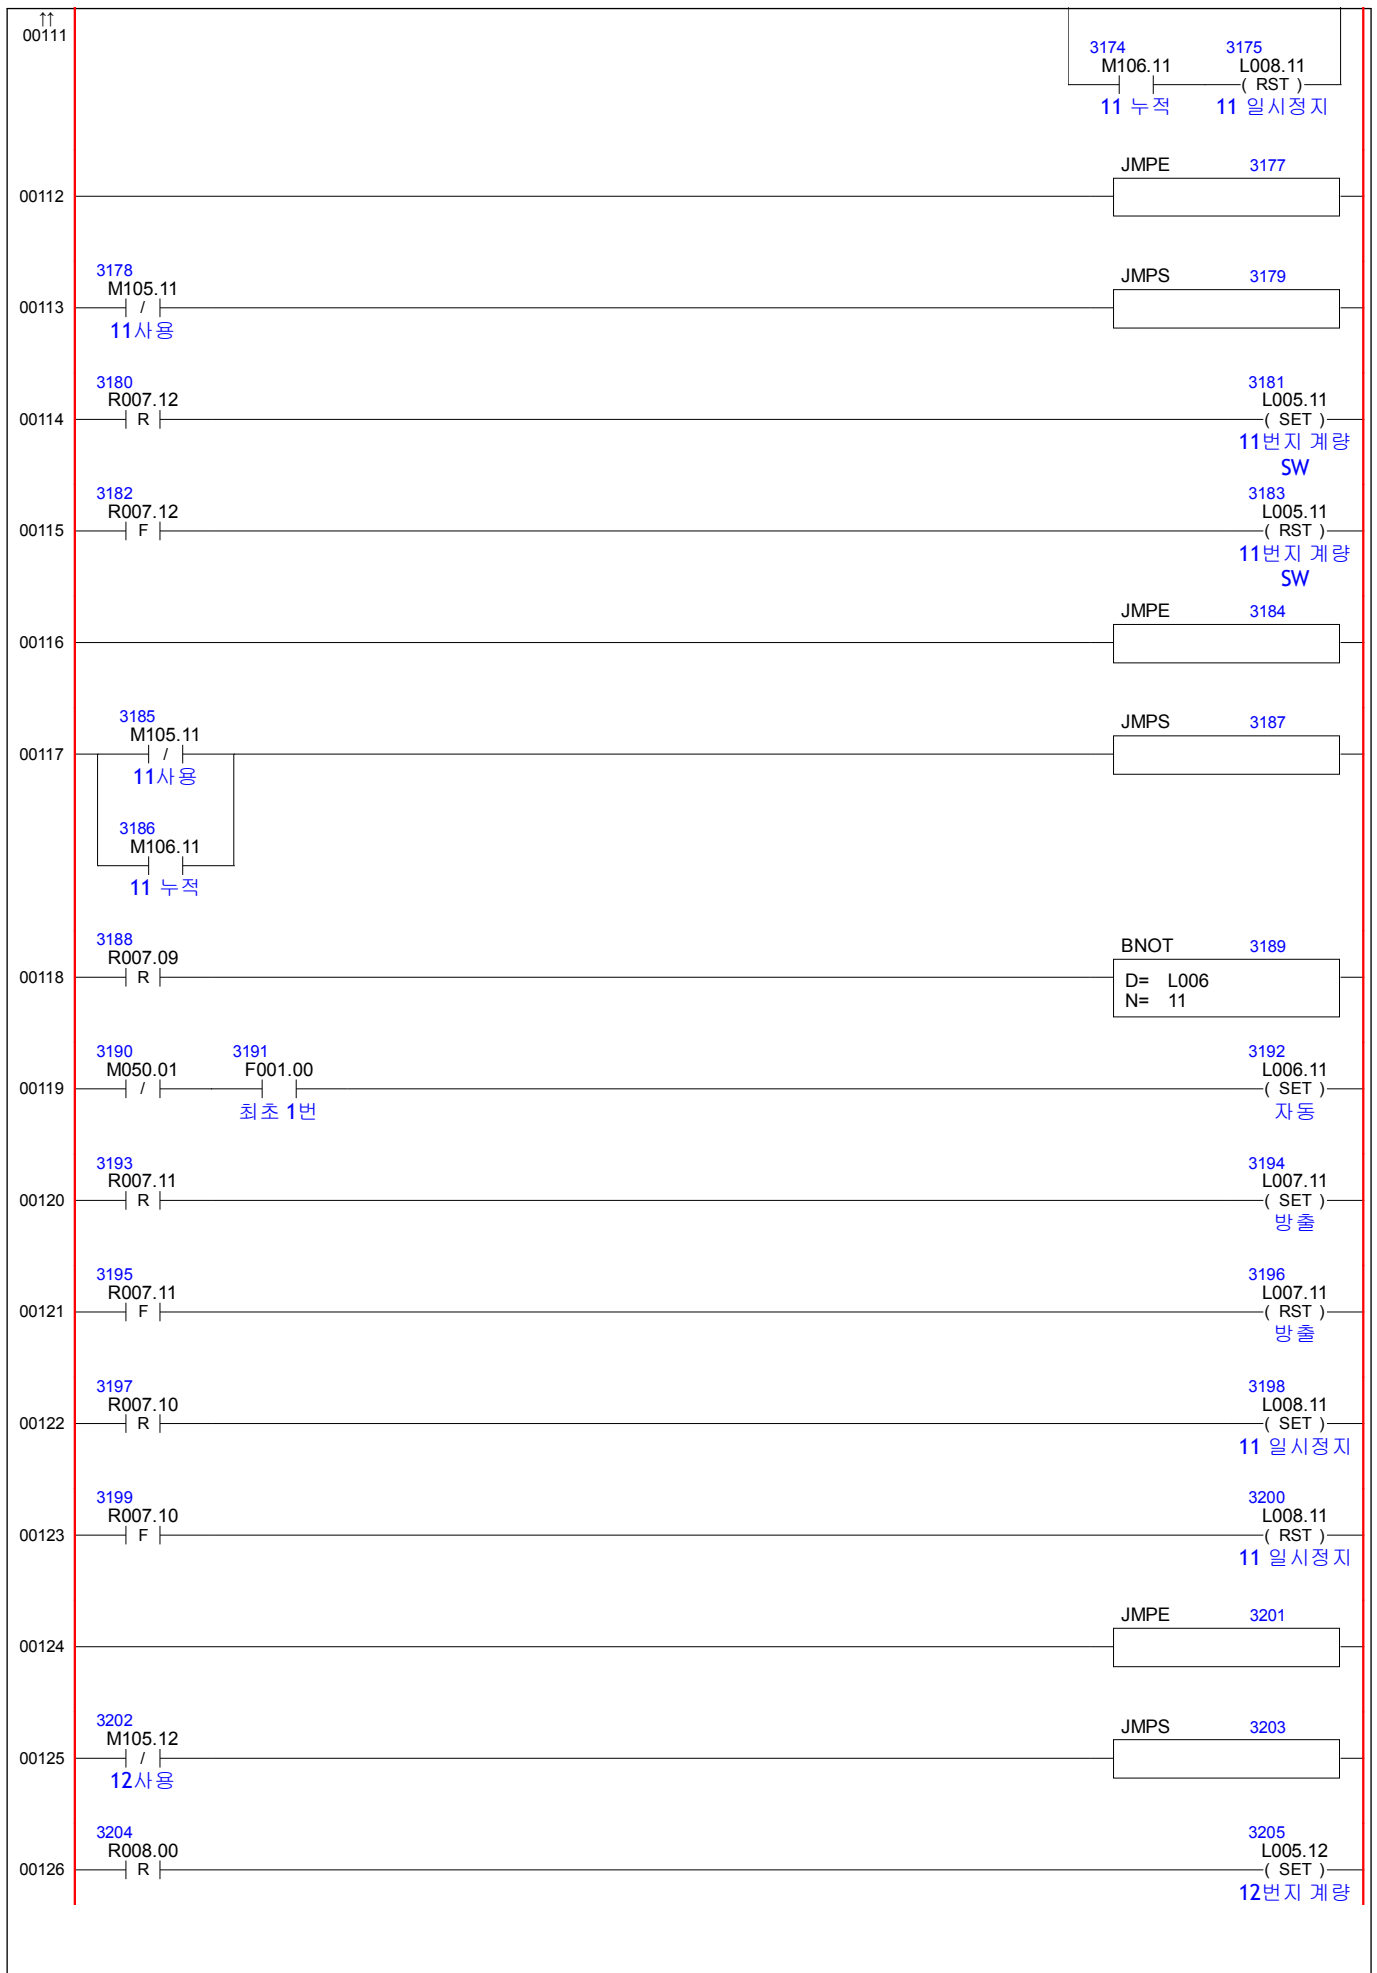 ↑↑
00111
3174 3175
M106.11 L008.11
( RST )
11 누적 11 일시정지
JMPE 3177
00112
3178
M105.11
JMPS 3179
00113 /
11사용
3180 3181
R007.12 L005.11
00114 R ( SET )
11번지 계량
SW
3182 3183
R007.12 L005.11
00115 F ( RST )
11번지 계량
SW
JMPE 3184
00116
3185
M105.11
JMPS 3187
00117 /
11사용
3186
M106.11
11 누적
3188
R007.09
BNOT 3189
00118 R
D= L006
N= 11
3190 3191 3192
M050.01 F001.00 L006.11
00119 / ( SET )
최초 1번 자동
3193 3194
R007.11 L007.11
00120 R ( SET )
방출
3195 3196
R007.11 L007.11
00121 F ( RST )
방출
3197 3198
R007.10 L008.11
00122 R ( SET )
11 일시정지
3199 3200
R007.10 L008.11
00123 F ( RST )
11 일시정지
JMPE 3201
00124
3202
M105.12
JMPS 3203
00125 /
12사용
3204 3205
R008.00 L005.12
00126 R ( SET )
12번지 계량